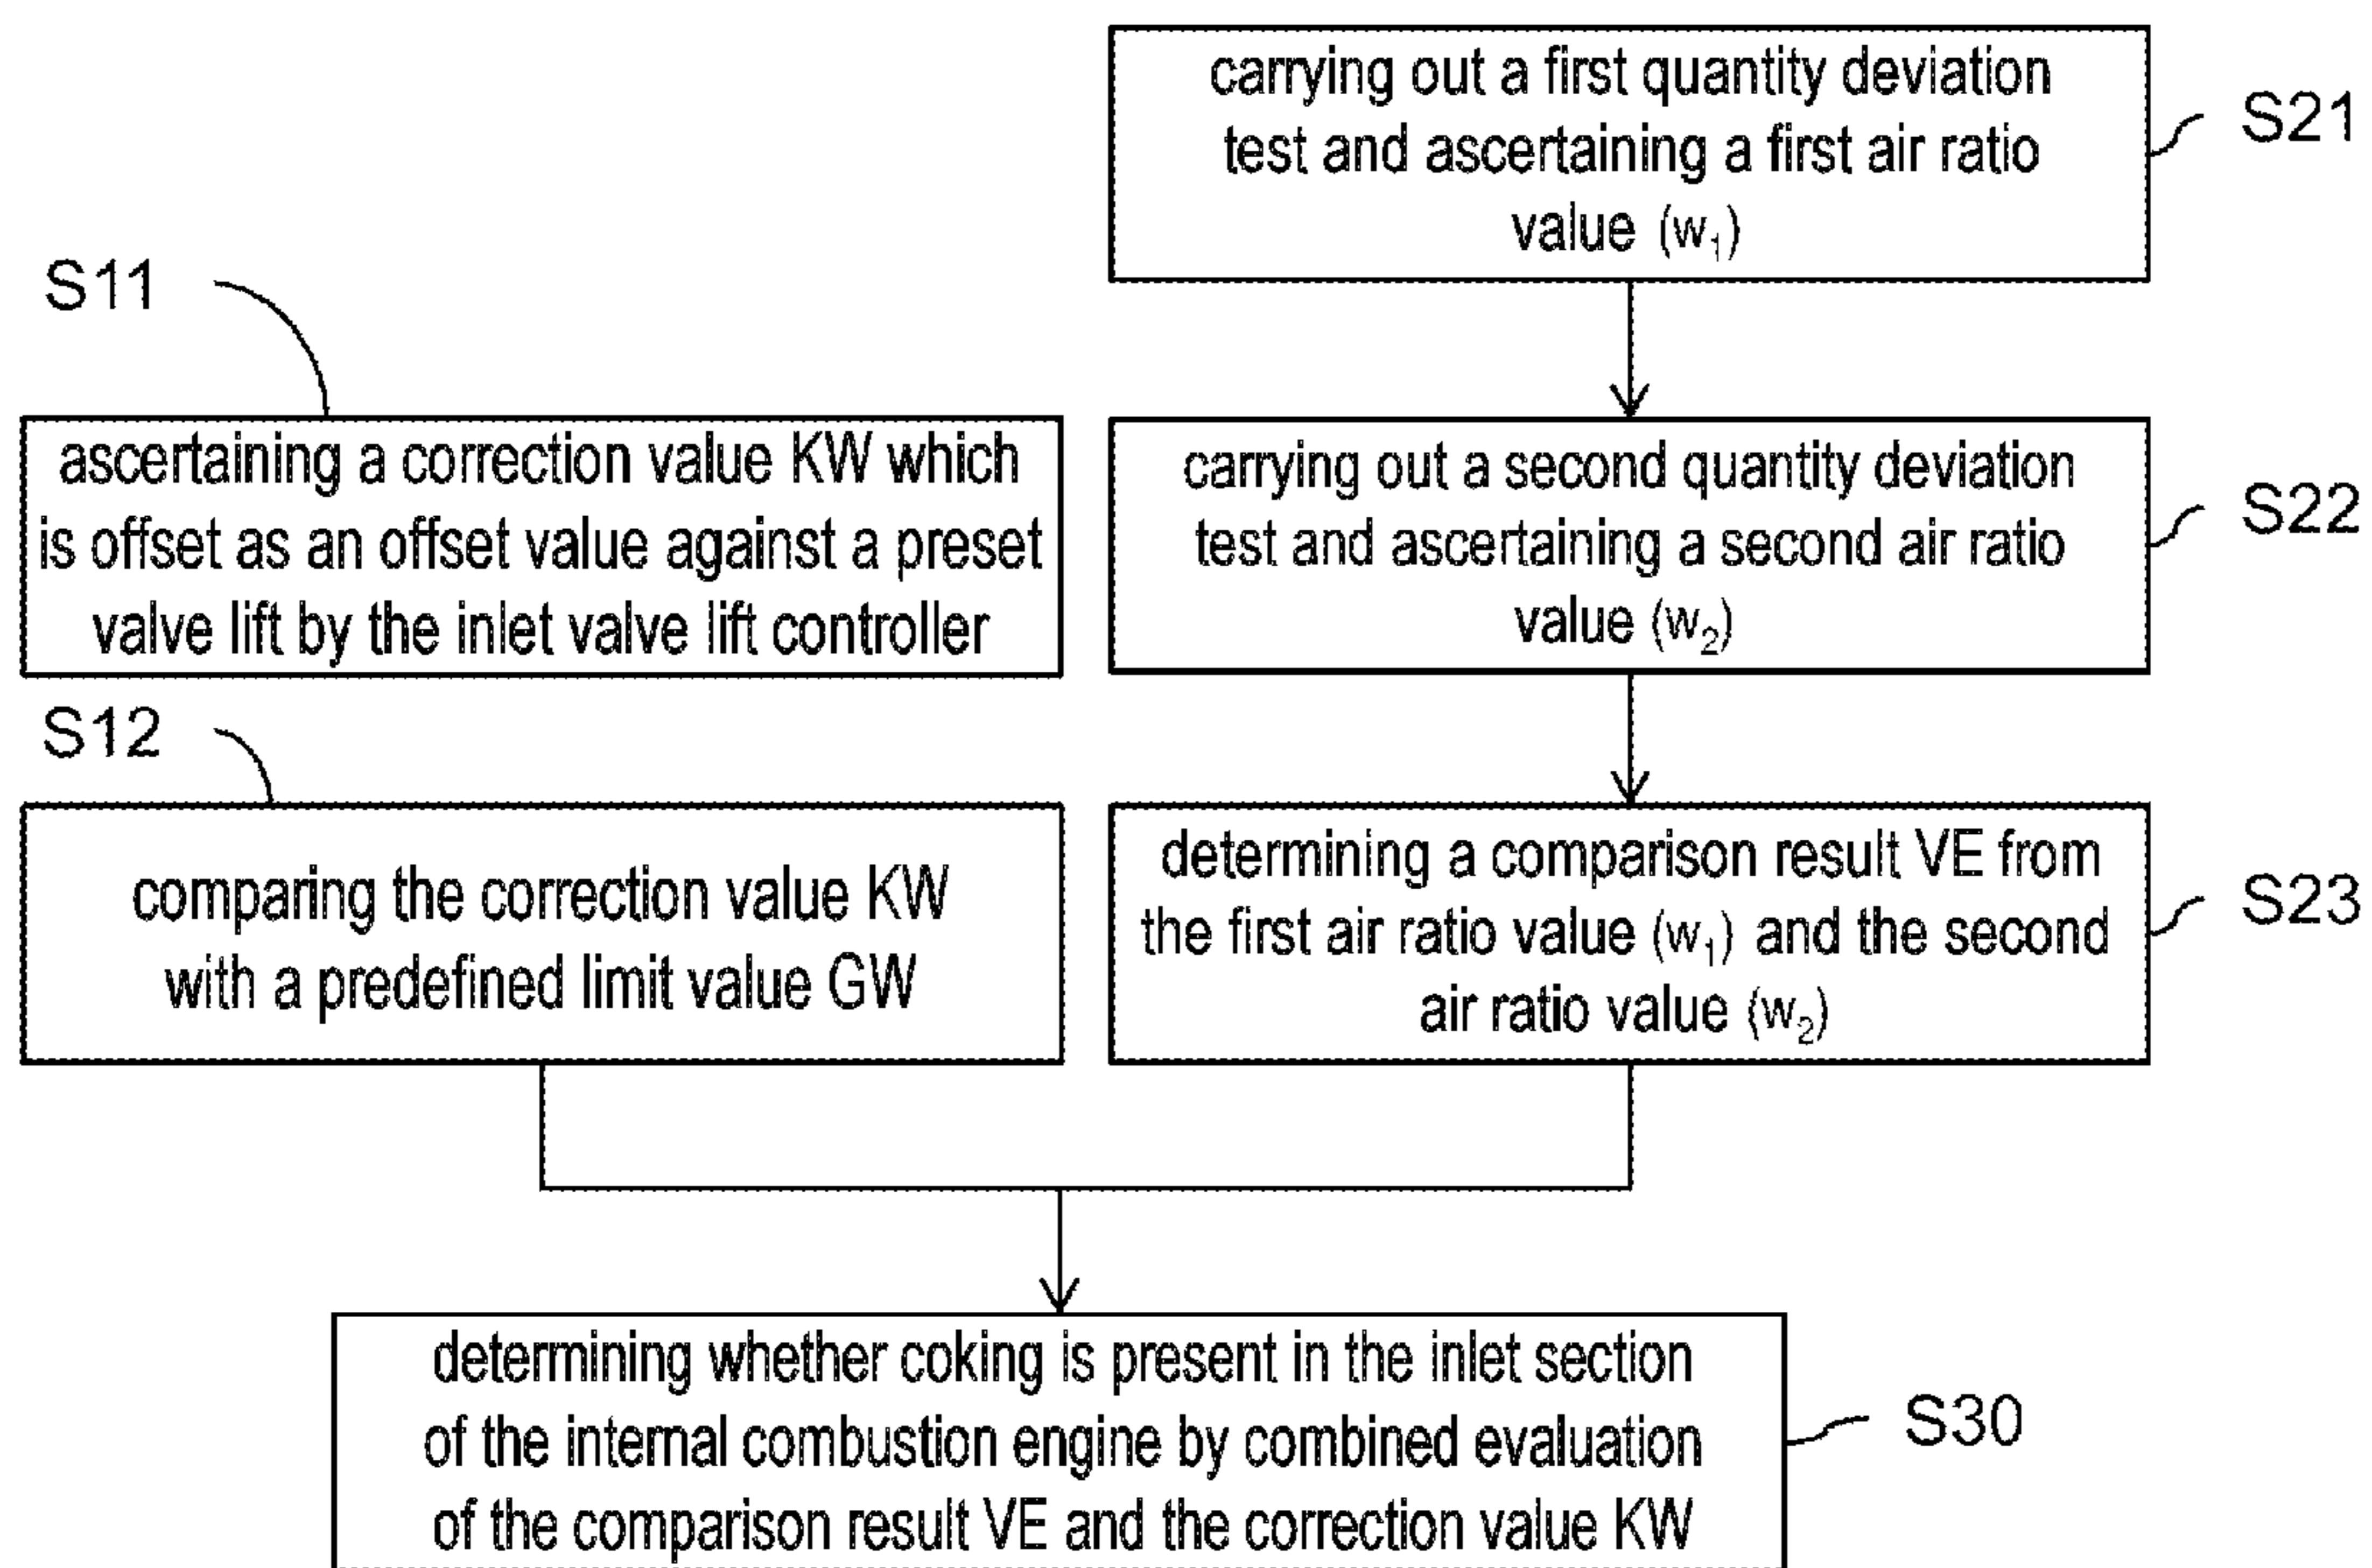 S11
ascertaining a correction value KW which
is offset as an offset value against a preset
valve lift by the inlet valve lift controller
S12
comparing the correction value KW
with a predefined limit value GW
carrying out a first quantity deviation
test and ascertaining a first air ratio
value (w₁)
S21
carrying out a second quantity deviation
test and ascertaining a second air ratio
value (w₂)
S22
determining a comparison result VE from
the first air ratio value (w₁) and the second
air ratio value (w₂)
S23
determining whether coking is present in the inlet section
of the internal combustion engine by combined evaluation
of the comparison result VE and the correction value KW
S30